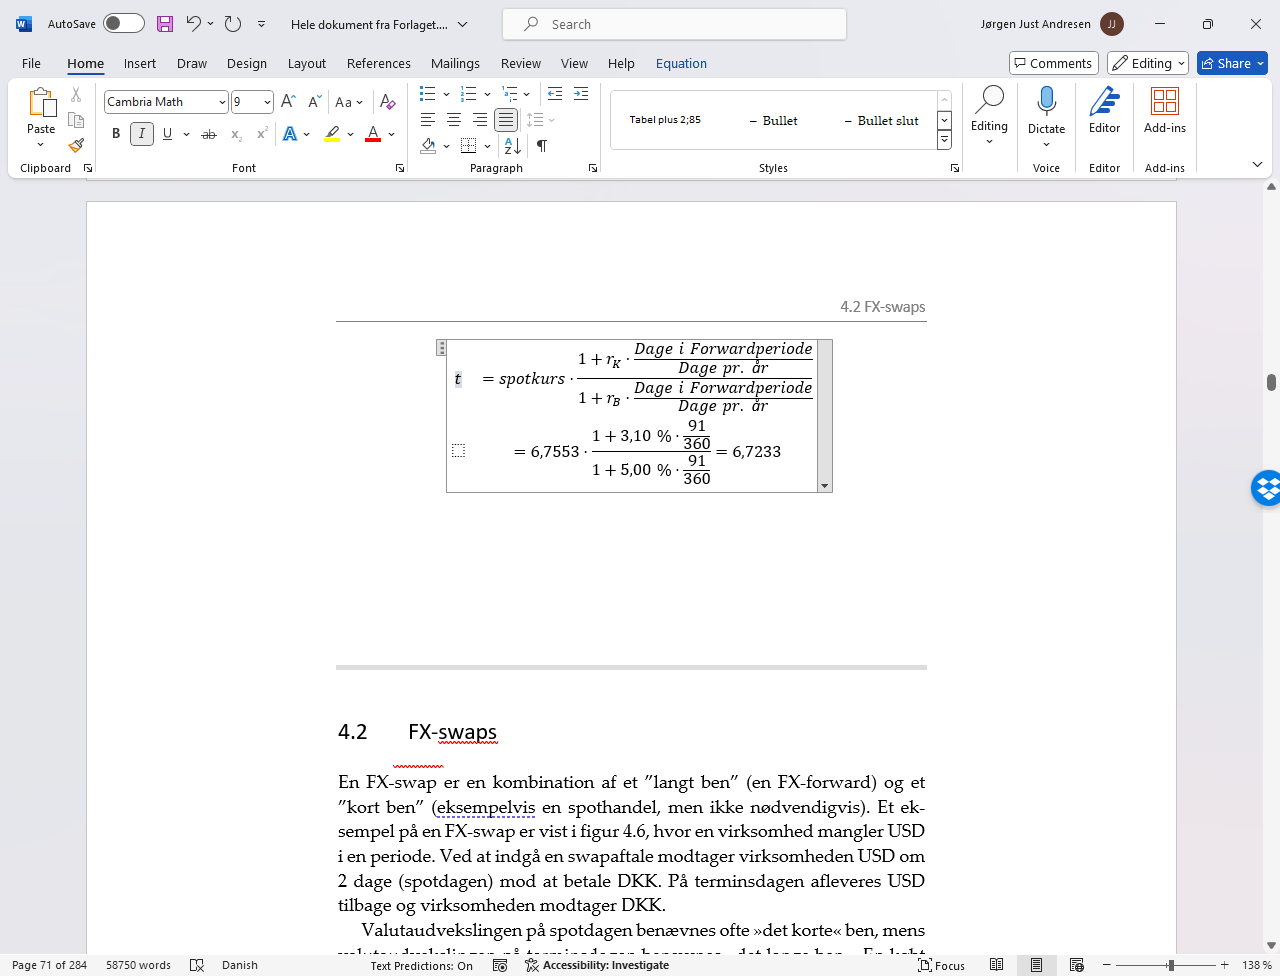 AutoSave
Hele dokument fra Forlaget....
Search
Jørgen Just Andresen
JJ
File Home Insert Draw Design Layout References Mailings Review View Help Equation
Comments Editing Share
Paste
Clipboard
Cambria Math 9
Font
Paragraph
Tabel plus 2;85
– Bullet
– Bullet slut
Styles
Editing
Dictate
Voice
Editor
Editor
Add-ins
Add-ins
4.2 FX-swaps
t = spotkurs · (1 + r_K · Dage i Forwardperiode / Dage pr. år) / (1 + r_B · Dage i Forwardperiode / Dage pr. år)
= 6,7553 · (1 + 3,10 % · 91/360) / (1 + 5,00 % · 91/360) = 6,7233
4.2 FX-swaps
En FX-swap er en kombination af et ”langt ben” (en FX-forward) og et
”kort ben” (eksempelvis en spothandel, men ikke nødvendigvis). Et ek-
sempel på en FX-swap er vist i figur 4.6, hvor en virksomhed mangler USD
i en periode. Ved at indgå en swapaftale modtager virksomheden USD om
2 dage (spotdagen) mod at betale DKK. På terminsdagen afleveres USD
tilbage og virksomheden modtager DKK.
Valutaudvekslingen på spotdagen benævnes ofte »det korte« ben, mens
Page 71 of 284 58750 words Danish Text Predictions: On Accessibility: Investigate Focus 138 %